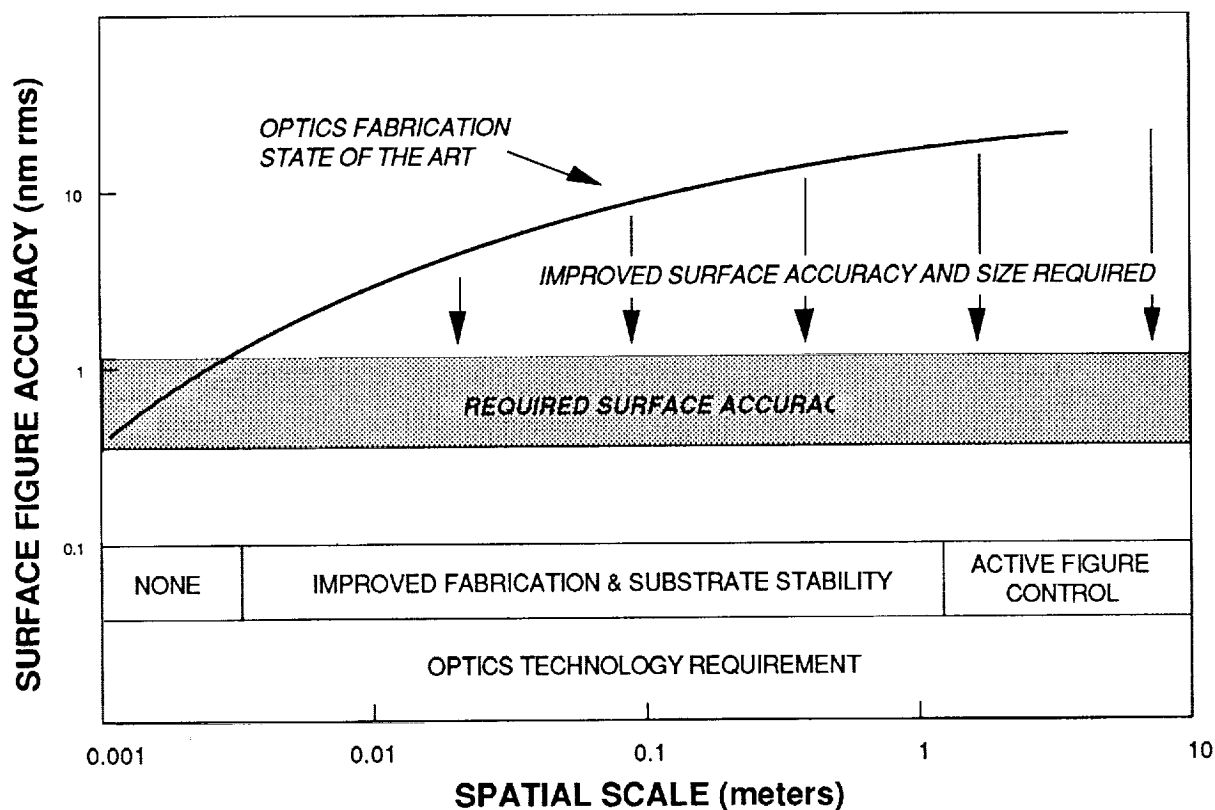 SURFACE FIGURE ACCURACY (nm rms)
OPTICS FABRICATION
STATE OF THE ART
10
IMPROVED SURFACE ACCURACY AND SIZE REQUIRED
1
REQUIRED SURFACE ACCURAC
0.1
NONE
IMPROVED FABRICATION & SUBSTRATE STABILITY
ACTIVE FIGURE
CONTROL
OPTICS TECHNOLOGY REQUIREMENT
0.001
0.01
0.1
1
10
SPATIAL SCALE (meters)